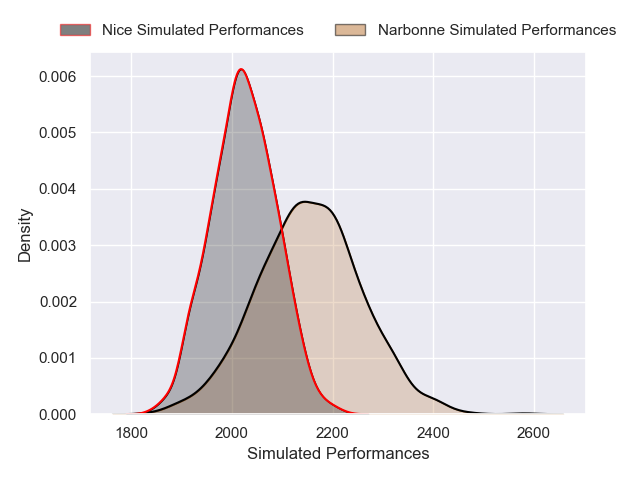 Nice Simulated Performances Narbonne Simulated Performances
0.006
0.005
0.004
0.003
0.002
0.001
0.000
Density
1800 2000 2200 2400 2600
Simulated Performances